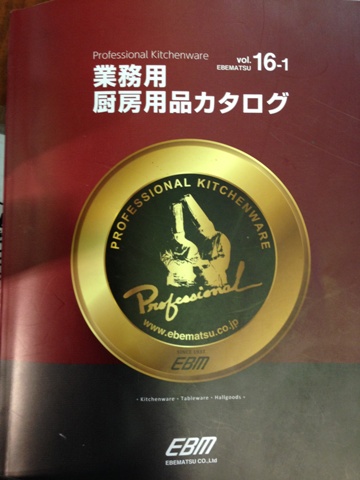 Professional Kitchenware
vol. 16-1
EBEMATSU
業務用
厨房用品カタログ
PROFESSIONAL KITCHENWARE
Professional
www.ebematsu.co.jp
EBM
- Kitchenware - Tableware - Hallgoods -
EBM
EBEMATSU CO.,Ltd